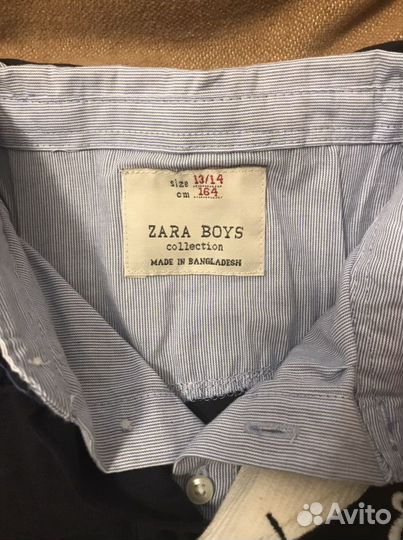 size 13/14
cm 164
ZARA BOYS
collection
MADE IN BANGLADESH
Avito